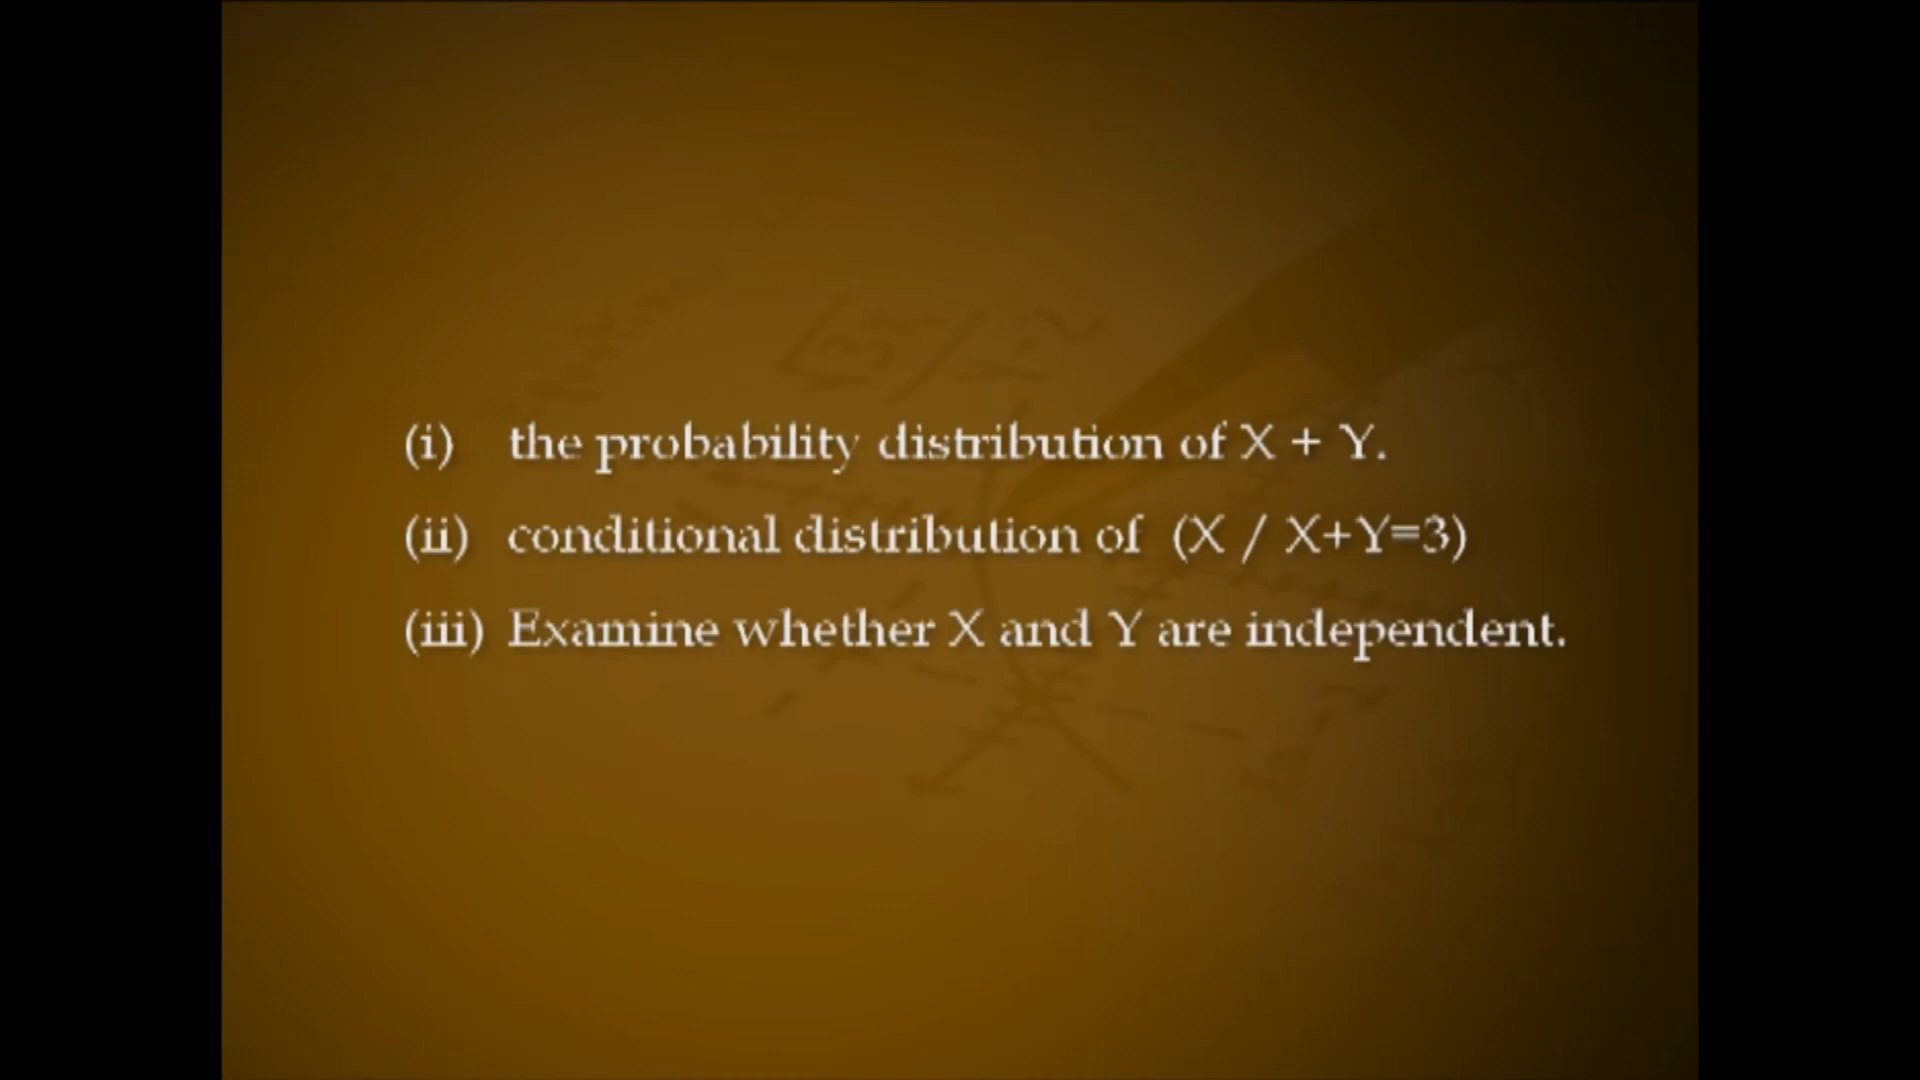 (i) the probability distribution of X + Y.
(ii) conditional distribution of (X / X+Y=3)
(iii) Examine whether X and Y are independent.